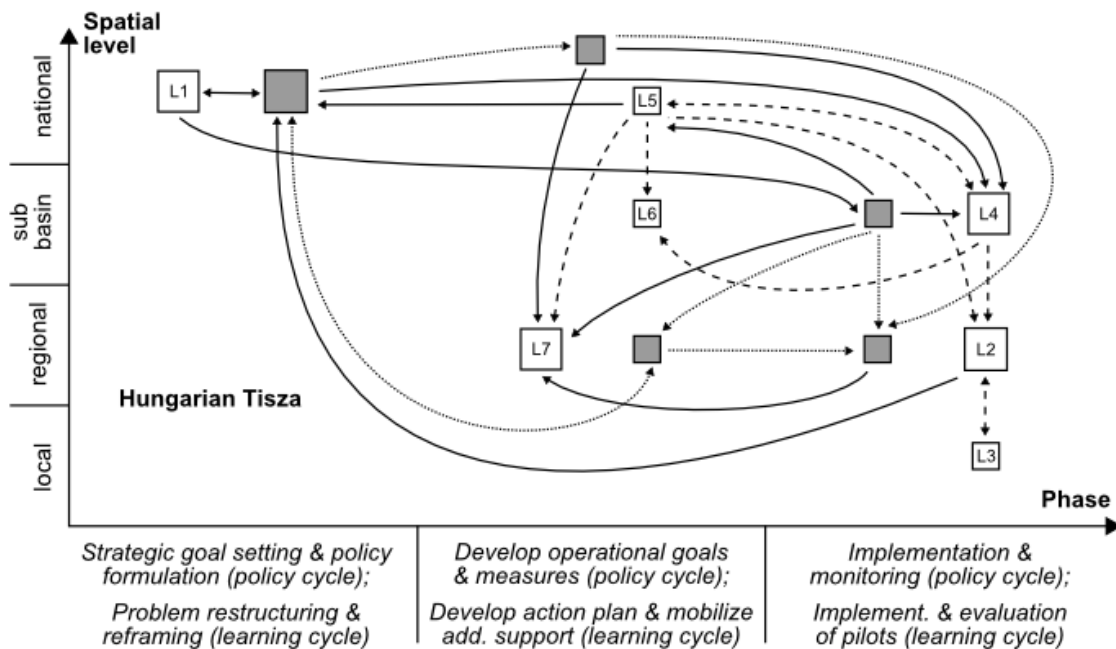 Spatial
level
national
sub
basin
regional
local
L1
L5
L6
L4
L7
L2
L3
Hungarian Tisza
Phase
Strategic goal setting & policy
formulation (policy cycle);
Problem restructuring &
reframing (learning cycle)
Develop operational goals
& measures (policy cycle);
Develop action plan & mobilize
add. support (learning cycle)
Implementation &
monitoring (policy cycle);
Implement. & evaluation
of pilots (learning cycle)